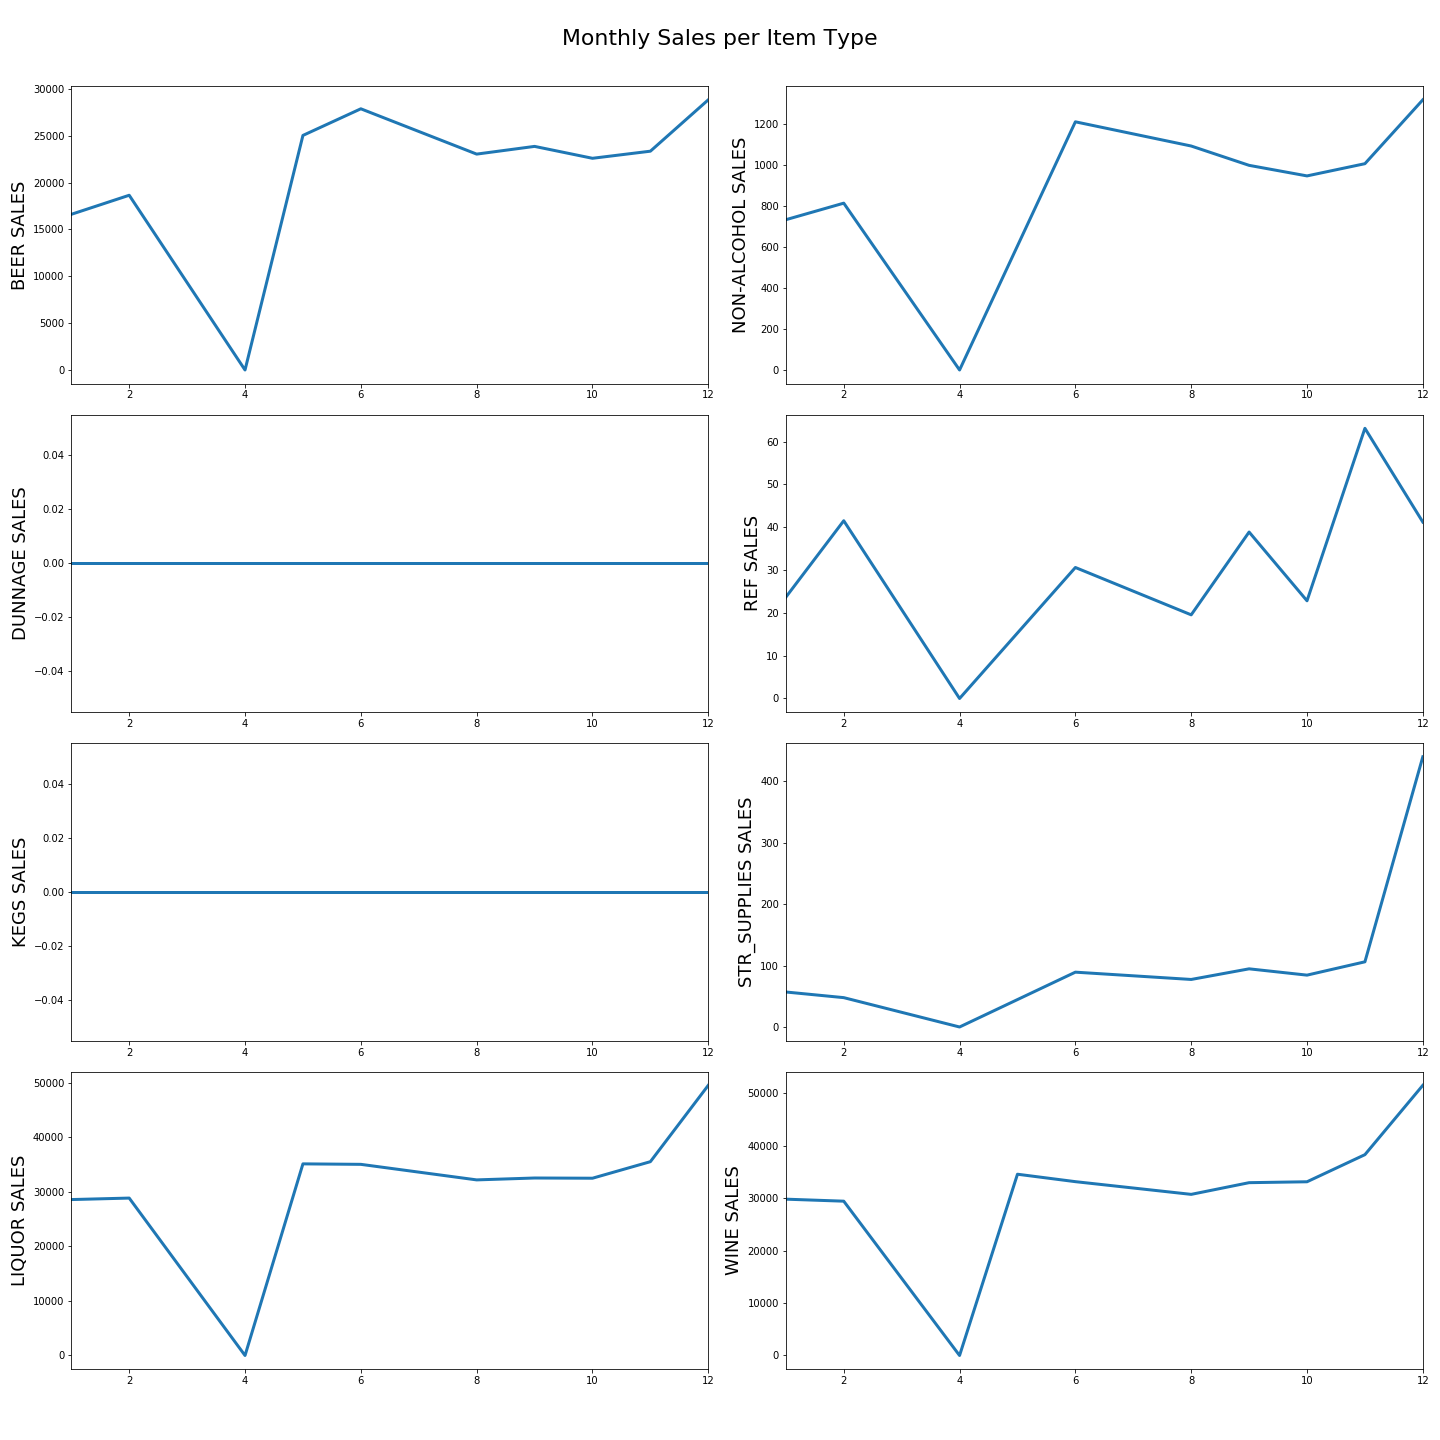 Monthly Sales per Item Type
BEER SALES
30000
25000
20000
15000
10000
5000
0
2 4 6 8 10 12
NON-ALCOHOL SALES
1200
1000
800
600
400
200
0
2 4 6 8 10 12
DUNNAGE SALES
0.04
0.02
0.00
−0.02
−0.04
2 4 6 8 10 12
REF SALES
60
50
40
30
20
10
0
2 4 6 8 10 12
KEGS SALES
0.04
0.02
0.00
−0.02
−0.04
2 4 6 8 10 12
STR_SUPPLIES SALES
400
300
200
100
0
2 4 6 8 10 12
LIQUOR SALES
50000
40000
30000
20000
10000
0
2 4 6 8 10 12
WINE SALES
50000
40000
30000
20000
10000
0
2 4 6 8 10 12